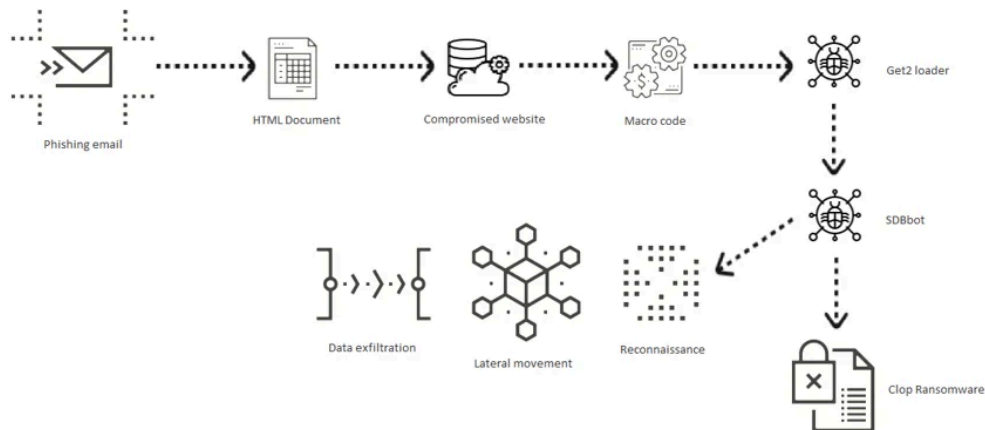 Phishing email
HTML Document
Compromised website
Macro code
Get2 loader
SDBbot
Data exfiltration
Lateral movement
Reconnaissance
Clop Ransomware